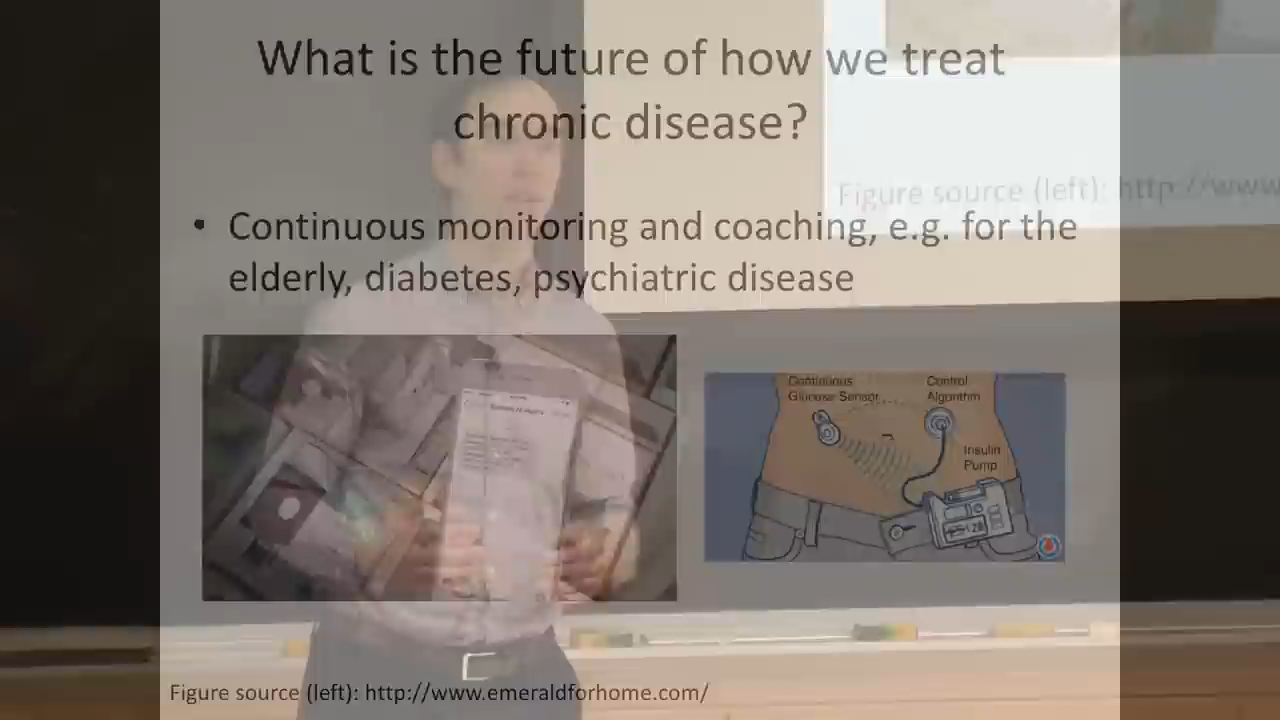 What is the future of how we treat
chronic disease?
Figure source (left): http://www
• Continuous monitoring and coaching, e.g. for the
elderly, diabetes, psychiatric disease
Continuous
Glucose Sensor
Control
Algorithm
Insulin
Pump
Figure source (left): http://www.emeraldforhome.com/